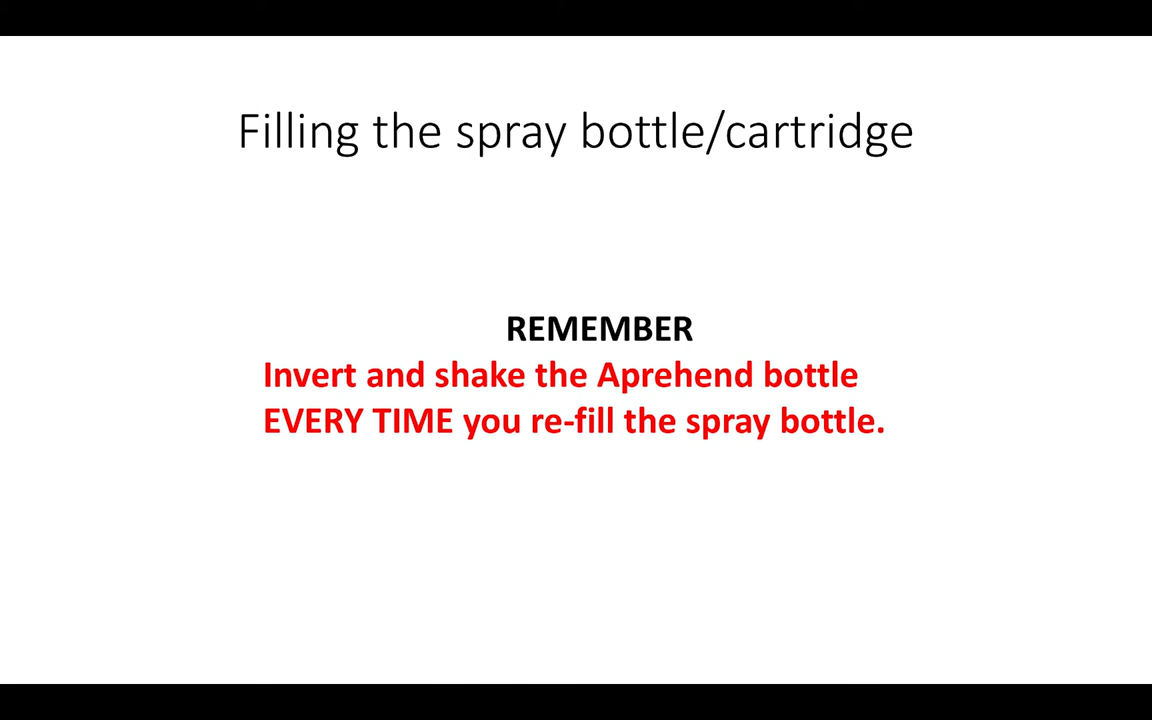 Filling the spray bottle/cartridge
REMEMBER
Invert and shake the Aprehend bottle
EVERY TIME you re-fill the spray bottle.